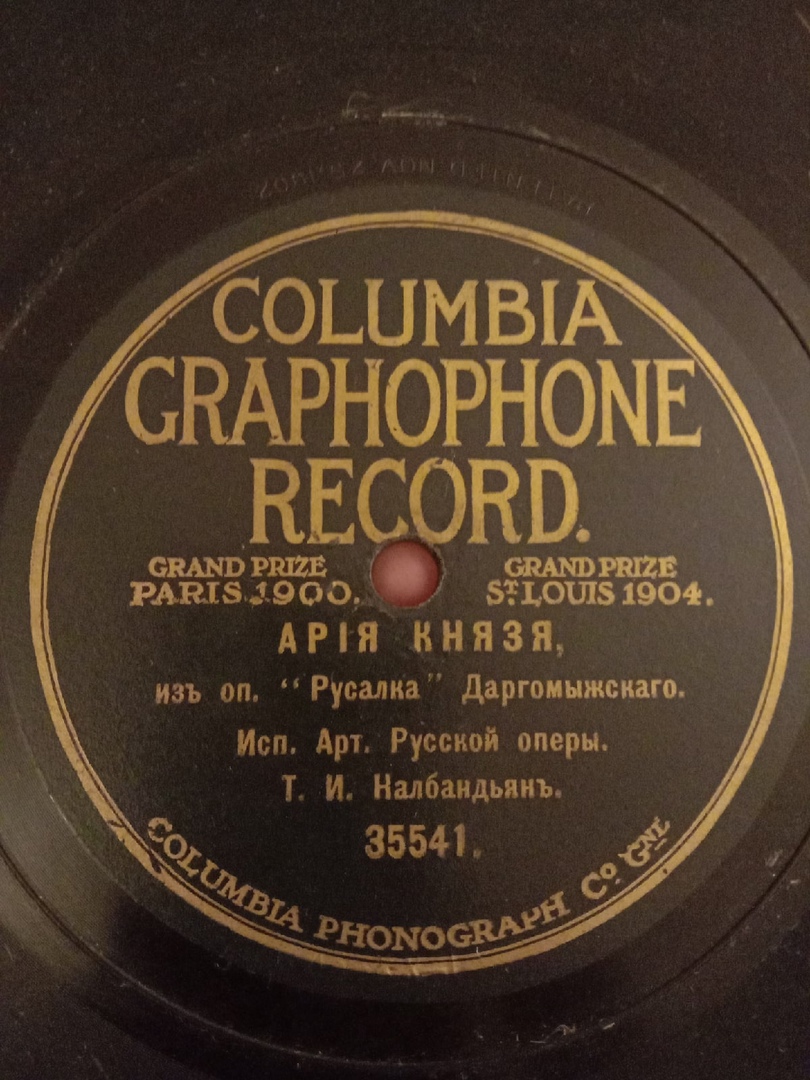 COLUMBIA
GRAPHOPHONE
RECORD.
GRAND PRIZE
PARIS 1900.
GRAND PRIZE
ST LOUIS 1904.
АРІЯ КНЯЗЯ,
изъ оп. “Русалка” Даргомыжскаго.
Исп. Арт. Русской оперы.
Т. И. Налбандьянъ.
35541.
COLUMBIA PHONOGRAPH Co GNL